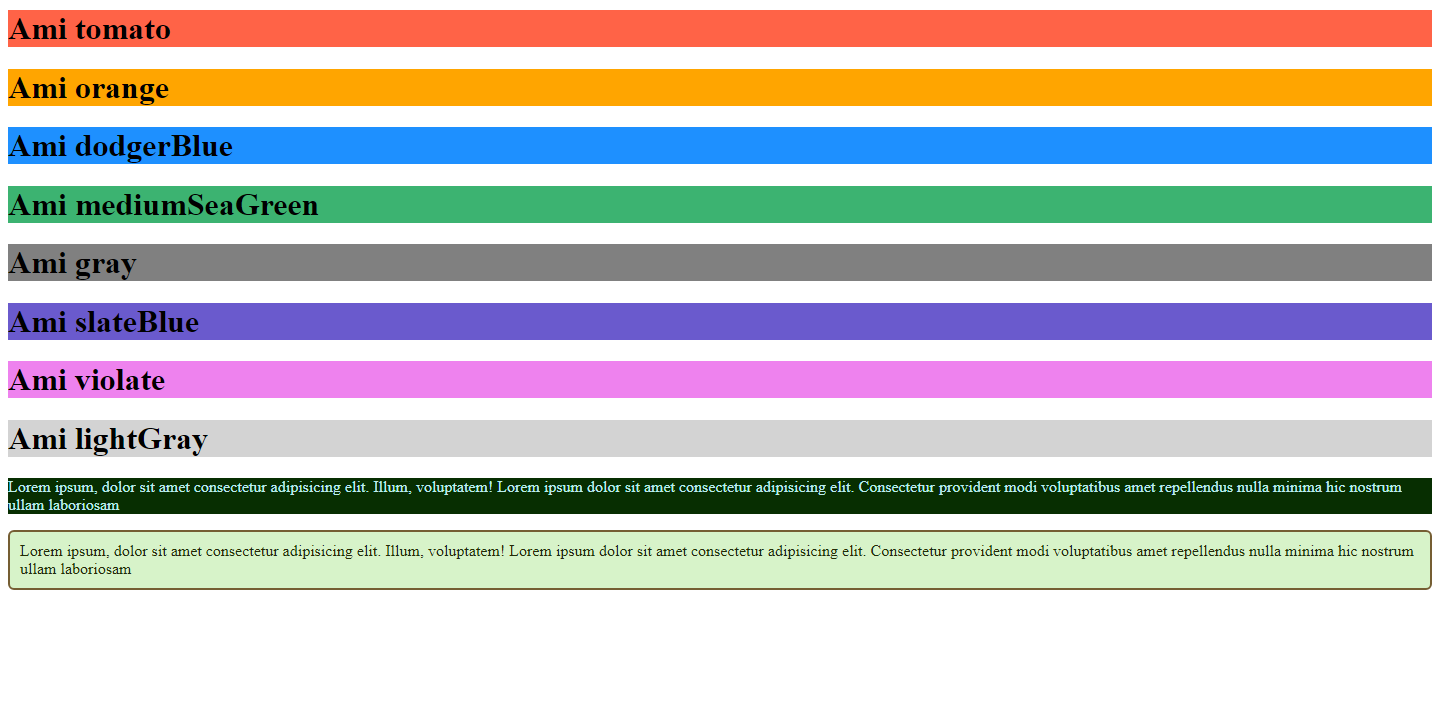 Ami tomato
Ami orange
Ami dodgerBlue
Ami mediumSeaGreen
Ami gray
Ami slateBlue
Ami violate
Ami lightGray
Lorem ipsum, dolor sit amet consectetur adipisicing elit. Illum, voluptatem! Lorem ipsum dolor sit amet consectetur adipisicing elit. Consectetur provident modi voluptatibus amet repellendus nulla minima hic nostrum
ullam laboriosam
Lorem ipsum, dolor sit amet consectetur adipisicing elit. Illum, voluptatem! Lorem ipsum dolor sit amet consectetur adipisicing elit. Consectetur provident modi voluptatibus amet repellendus nulla minima hic nostrum
ullam laboriosam